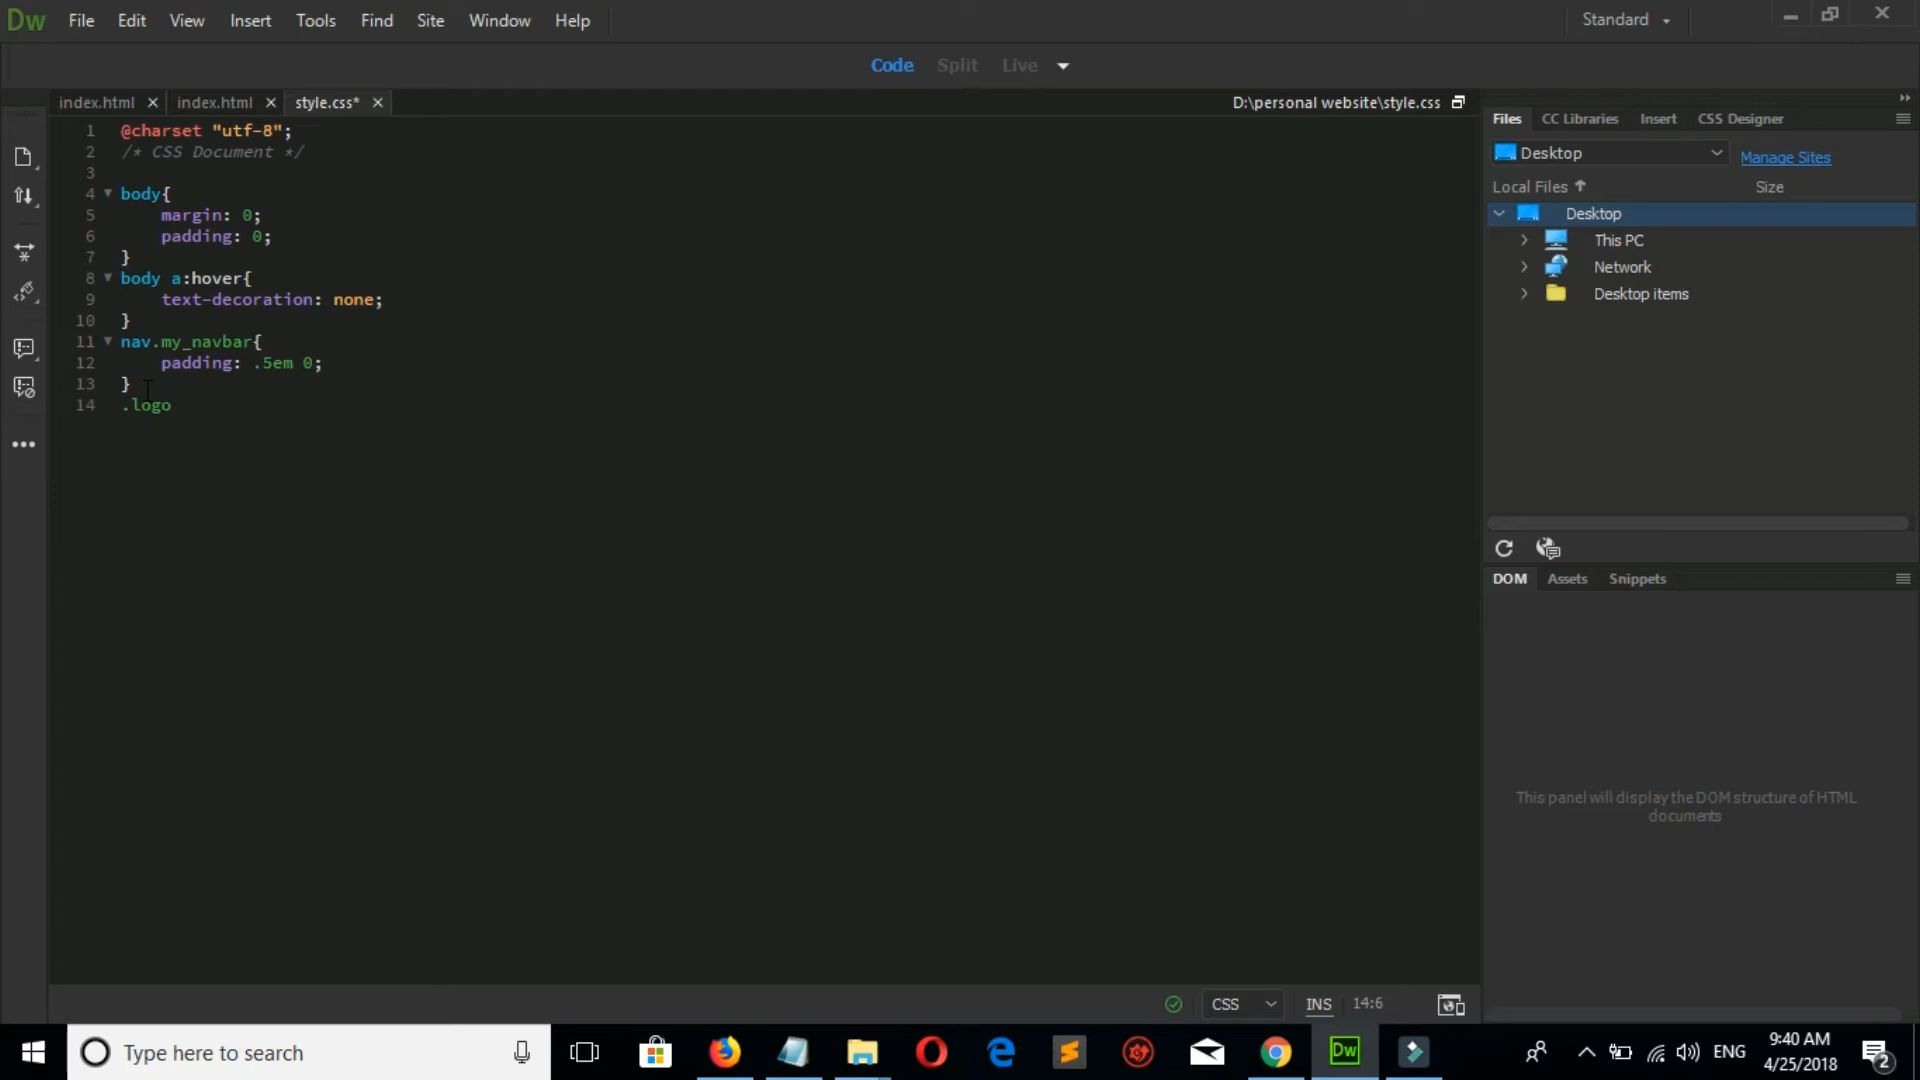 Dw File Edit View Insert Tools Find Site Window Help Standard
Code Split Live
index.html index.html style.css* D:\personal website\style.css
1 @charset "utf-8";
2 /* CSS Document */
3
4 body{
5 margin: 0;
6 padding: 0;
7 }
8 body a:hover{
9 text-decoration: none;
10 }
11 nav.my_navbar{
12 padding: .5em 0;
13 }
14 .logo
Files CC Libraries Insert CSS Designer
Desktop Manage Sites
Local Files Size
Desktop
This PC
Network
Desktop items
DOM Assets Snippets
This panel will display the DOM structure of HTML
documents
CSS INS 14:6
Type here to search
Dw
ENG
9:40 AM
4/25/2018
2